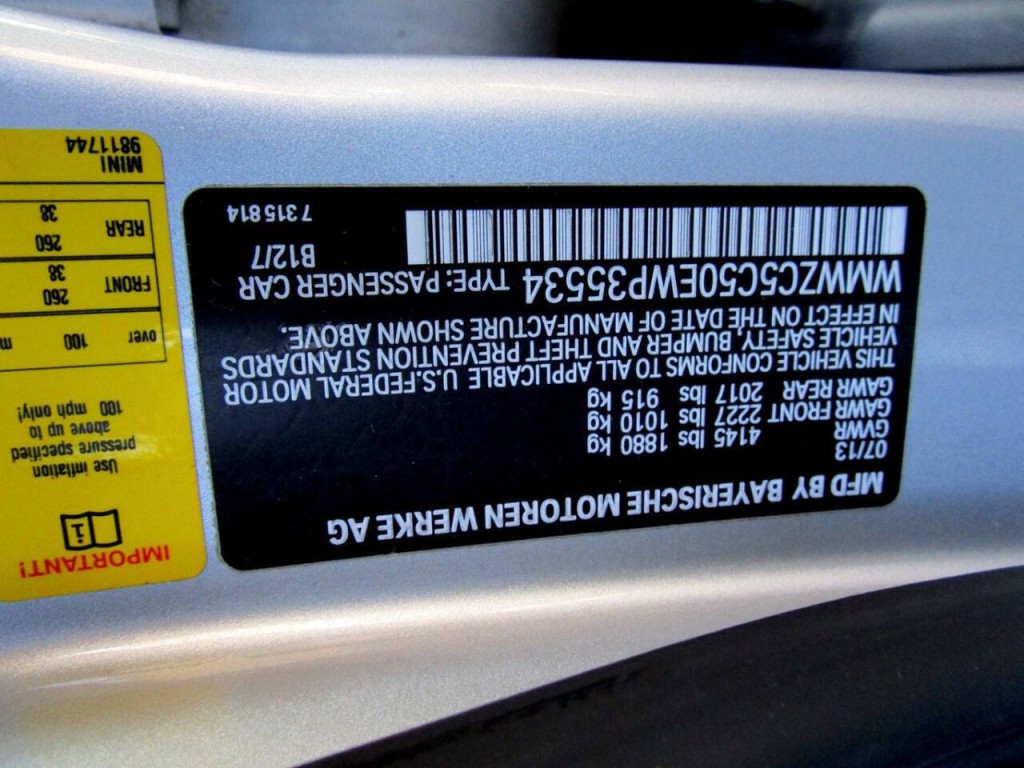 MFD BY BAYERISCHE MOTOREN WERKE AG
07/13
GVWR 4145 lbs 1880 kg
GAWR FRONT 2227 lbs 1010 kg
GAWR REAR 2017 lbs 915 kg
THIS VEHICLE CONFORMS TO ALL APPLICABLE U.S.FEDERAL MOTOR
VEHICLE SAFETY, BUMPER AND THEFT PREVENTION STANDARDS
IN EFFECT ON THE DATE OF MANUFACTURE SHOWN ABOVE.
WMWZC5C50EWP35534 TYPE: PASSENGER CAR
B12/7
7 315 814
IMPORTANT!
i
Use inflation
pressure specified
above up to
100 mph only!
over 100 m
FRONT 260
38
REAR 260
38
MINI
9811744